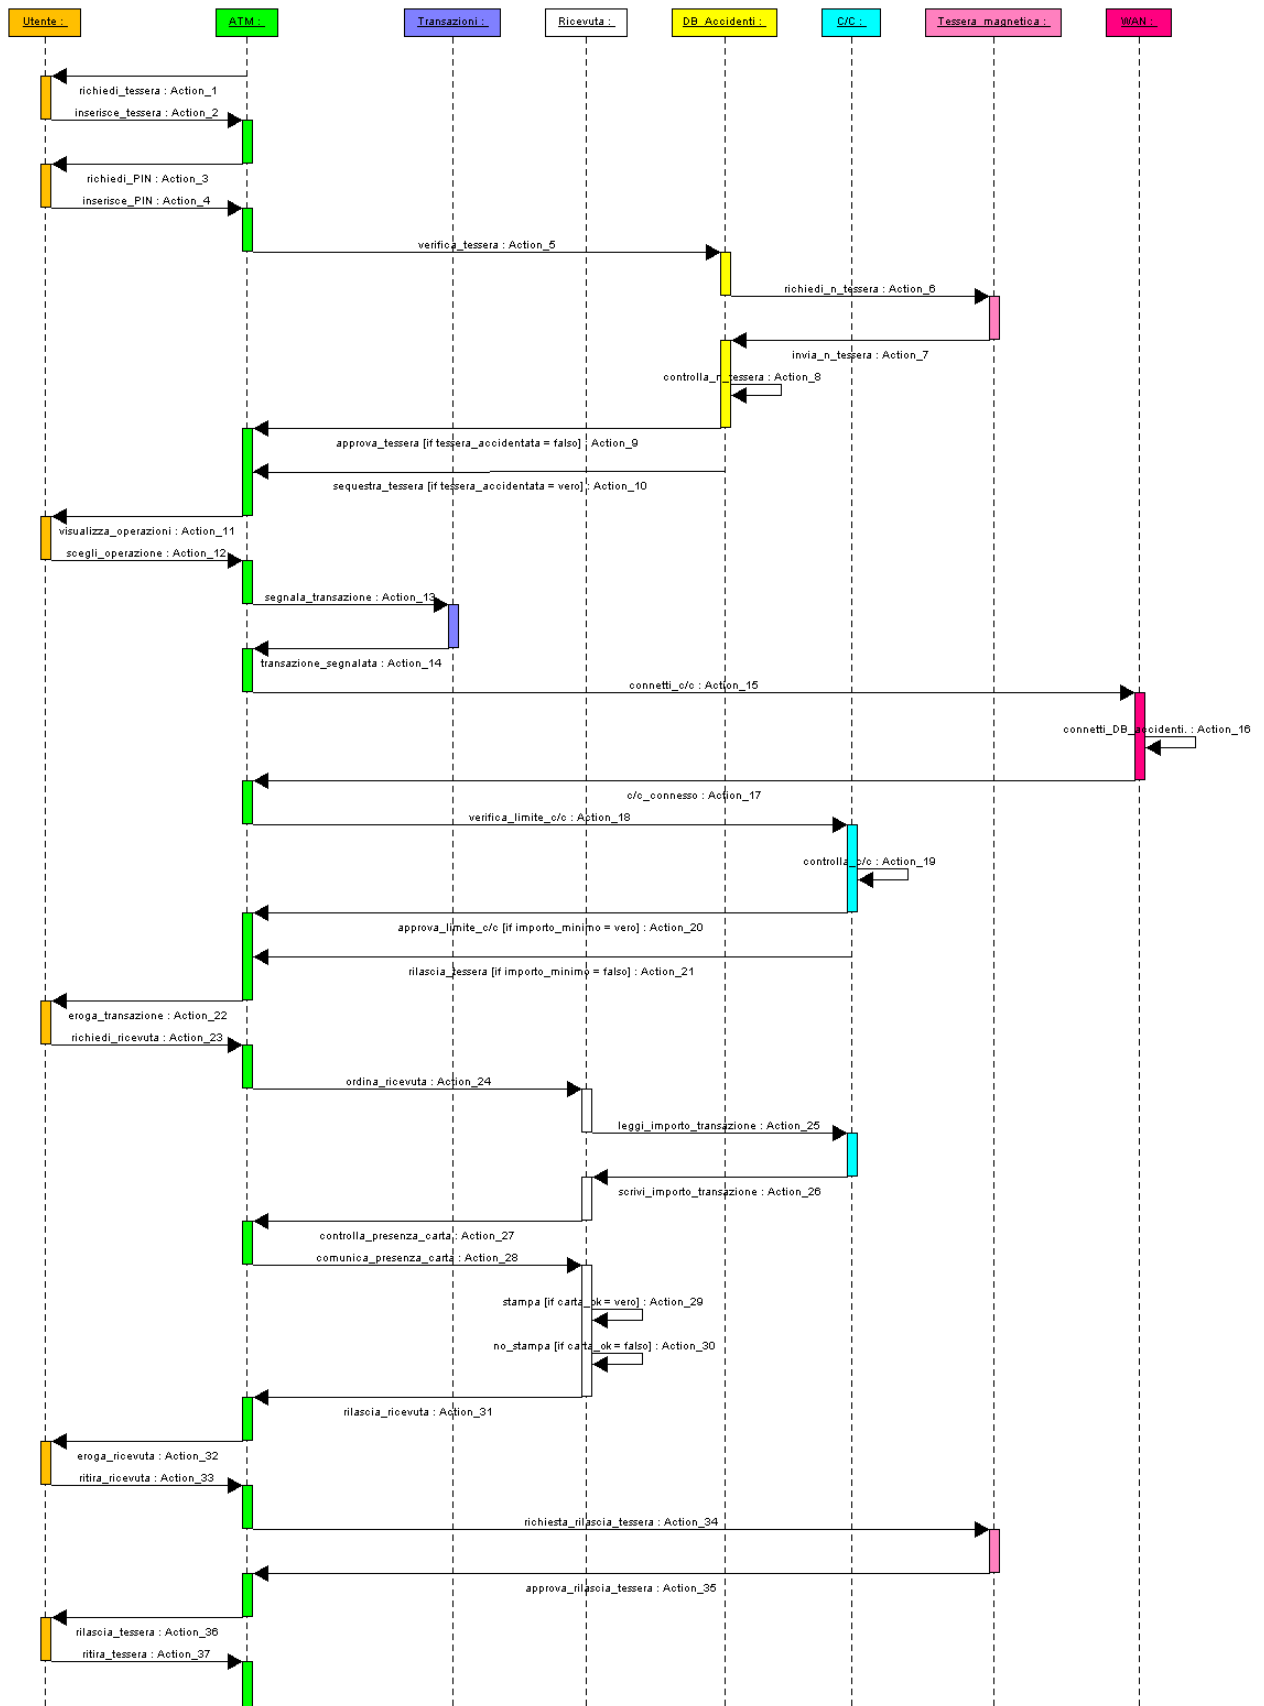 Utente :
ATM :
Transazioni :
Ricevuta :
DB_Accidenti :
C/C :
Tessera_magnetica :
WAN :
richiedi_tessera : Action_1
inserisce_tessera : Action_2
richiedi_PIN : Action_3
inserisce_PIN : Action_4
verifica_tessera : Action_5
richiedi_n_tessera : Action_6
invia_n_tessera : Action_7
controlla_n_tessera : Action_8
approva_tessera [if tessera_accidentata = falso] : Action_9
sequestra_tessera [if tessera_accidentata = vero] : Action_10
visualizza_operazioni : Action_11
scegli_operazione : Action_12
segnala_transazione : Action_13
transazione_segnalata : Action_14
connetti_c/c : Action_15
connetti_DB_accidenti. : Action_16
c/c_connesso : Action_17
verifica_limite_c/c : Action_18
controlla_c/c : Action_19
approva_limite_c/c [if importo_minimo = vero] : Action_20
rilascia_tessera [if importo_minimo = falso] : Action_21
eroga_transazione : Action_22
richiedi_ricevuta : Action_23
ordina_ricevuta : Action_24
leggi_importo_transazione : Action_25
scrivi_importo_transazione : Action_26
controlla_presenza_carta : Action_27
comunica_presenza_carta : Action_28
stampa [if carta_ok = vero] : Action_29
no_stampa [if carta_ok = falso] : Action_30
rilascia_ricevuta : Action_31
eroga_ricevuta : Action_32
ritira_ricevuta : Action_33
richiesta_rilascia_tessera : Action_34
approva_rilascia_tessera : Action_35
rilascia_tessera : Action_36
ritira_tessera : Action_37